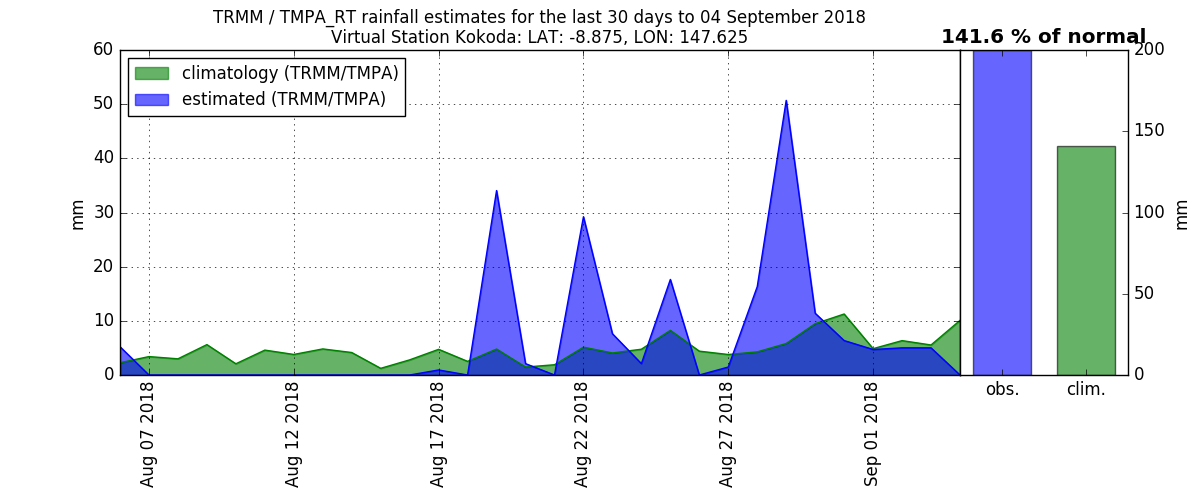 TRMM / TMPA_RT rainfall estimates for the last 30 days to 04 September 2018
Virtual Station Kokoda: LAT: -8.875, LON: 147.625
141.6 % of normal
climatology (TRMM/TMPA)
estimated (TRMM/TMPA)
60
50
40
30
20
10
0
mm
Aug 07 2018
Aug 12 2018
Aug 17 2018
Aug 22 2018
Aug 27 2018
Sep 01 2018
obs.
clim.
200
150
100
50
0
mm